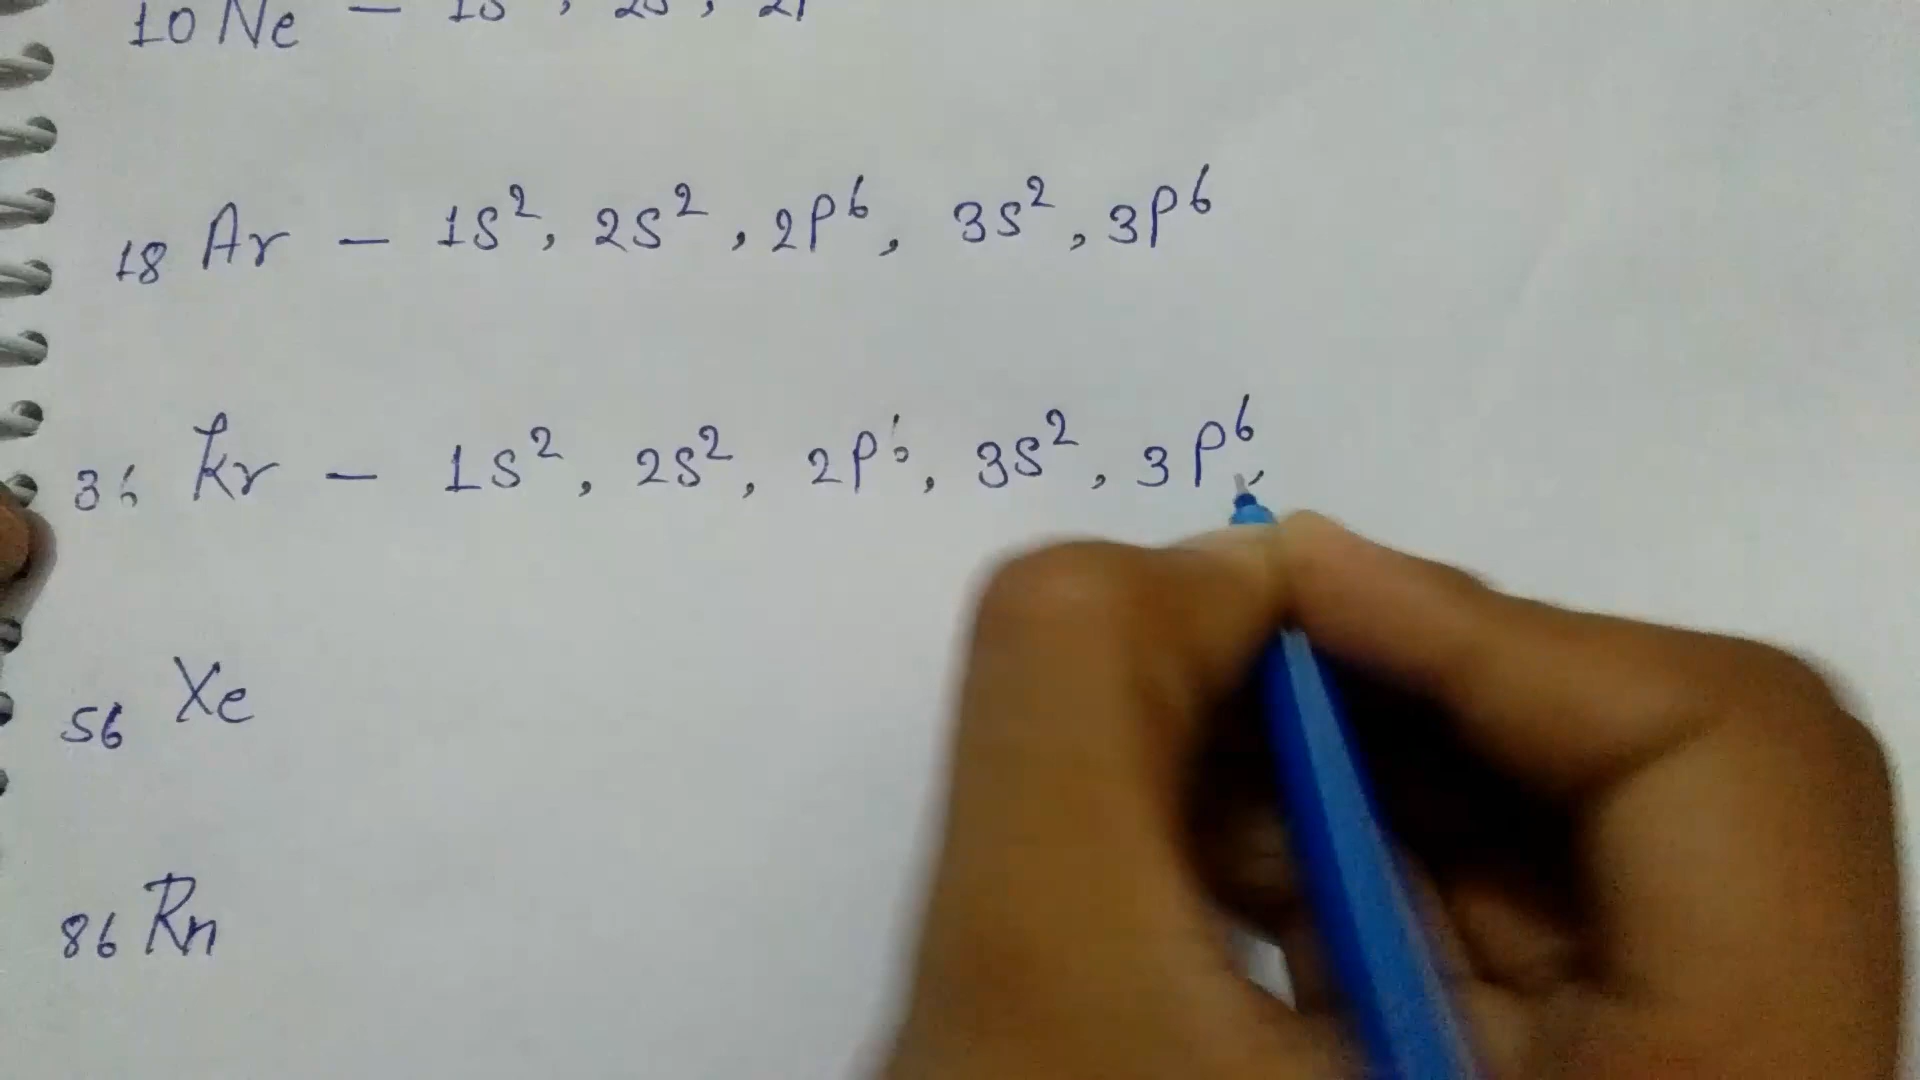 10 Ne –
18 Ar – 1s², 2s², 2p⁶, 3s², 3p⁶
36 Kr – 1s², 2s², 2p⁶, 3s², 3p⁶,
56 Xe
86 Rn